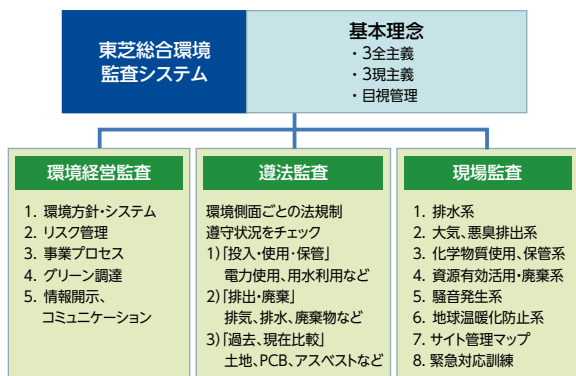 東芝総合環境
監査システム
基本理念
・3全主義
・3現主義
・目視管理
環境経営監査
1. 環境方針・システム
2. リスク管理
3. 事業プロセス
4. グリーン調達
5. 情報開示、
コミュニケーション
遵法監査
環境側面ごとの法規制
遵守状況をチェック
1)「投入・使用・保管」
電力使用、用水利用など
2)「排出・廃棄」
排気、排水、廃棄物など
3)「過去、現在比較」
土地、PCB、アスベストなど
現場監査
1. 排水系
2. 大気、悪臭排出系
3. 化学物質使用、保管系
4. 資源有効活用・廃棄系
5. 騒音発生系
6. 地球温暖化防止系
7. サイト管理マップ
8. 緊急対応訓練